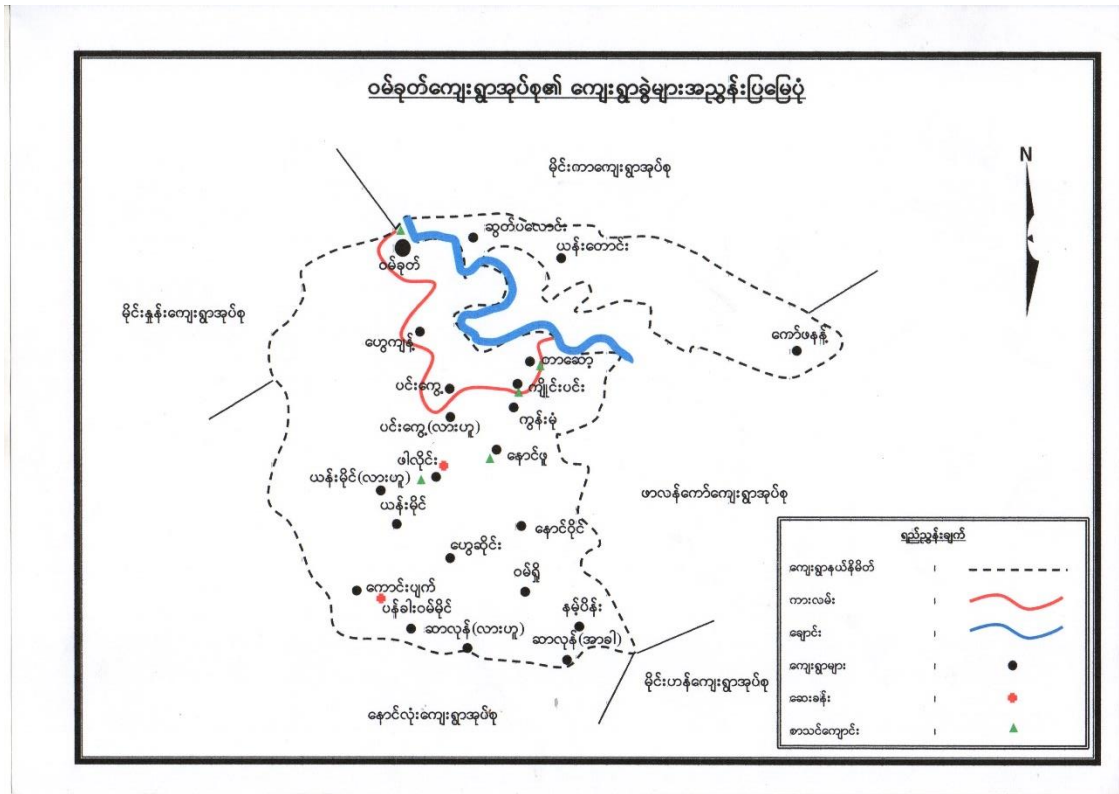 ဝမ်ခုတ်ကျေးရွာအုပ်စု၏ ကျေးရွာခွဲများအညွှန်းပြမြေပုံ
မိုင်းကာကျေးရွာအုပ်စု
N
ဆွတ်ပလောင်း
ယန်းတောင်း
ဝမ်ခုတ်
မိုင်းနှုန်းကျေးရွာအုပ်စု
ကော်ဖနန့်
ဟွေကျန့်
တာဆော့
ပင်းကွေ့
ကျိုင်းပင်း
ကွန်းမုံ
ပင်းကွေ့(လားဟူ)
နောင်ဖူ
ဖါလိုင်း
ယန်းမိုင်(လားဟူ)
ဖာလန်ကော်ကျေးရွာအုပ်စု
ယန်းမိုင်
နောင်ဝိုင်
ဟွေဆိုင်း
ဝမ်ရှို
ကောင်းပျက်
ပန်ခါးဝမ်မိုင်
နမ့်ပိန်း
ဆာလုန်(လားဟူ)
ဆာလုန်(အာခါ)
မိုင်းဟန်ကျေးရွာအုပ်စု
နောင်လုံးကျေးရွာအုပ်စု
ရည်ညွှန်းချက်
ကျေးရွာနယ်နိမိတ် ၊
ကားလမ်း ၊
ချောင်း ၊
ကျေးရွာများ ၊
ဆေးခန်း ၊
စာသင်ကျောင်း ၊